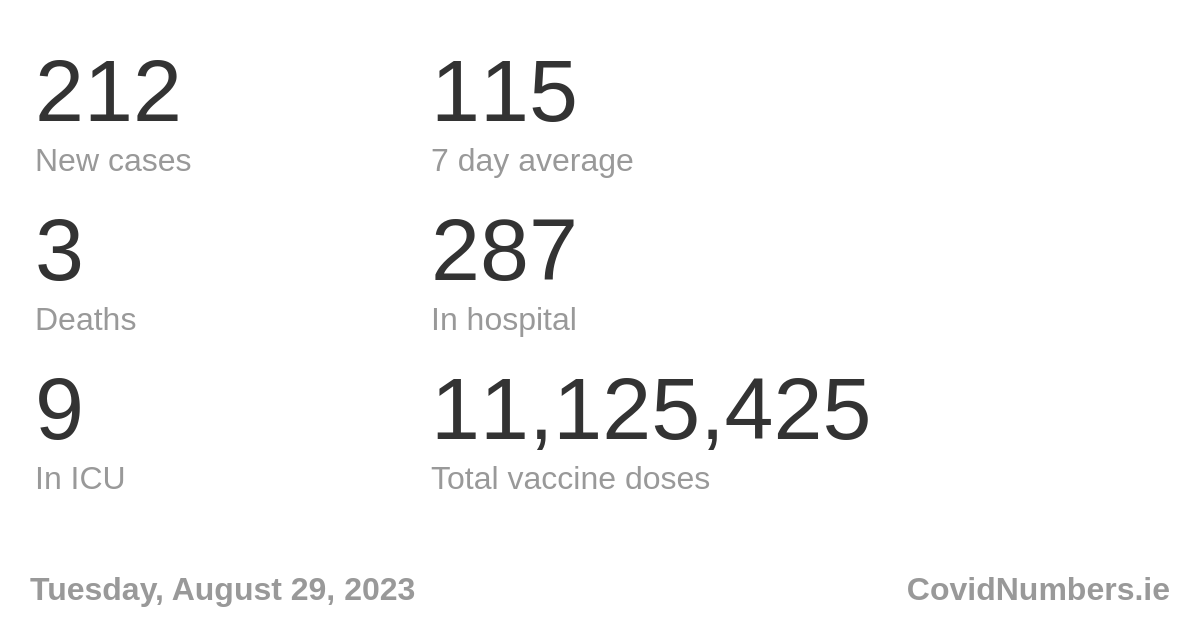 212
115
New cases
7 day average
3
287
Deaths
In hospital
9
11,125,425
In ICU
Total vaccine doses
Tuesday, August 29, 2023
CovidNumbers.ie